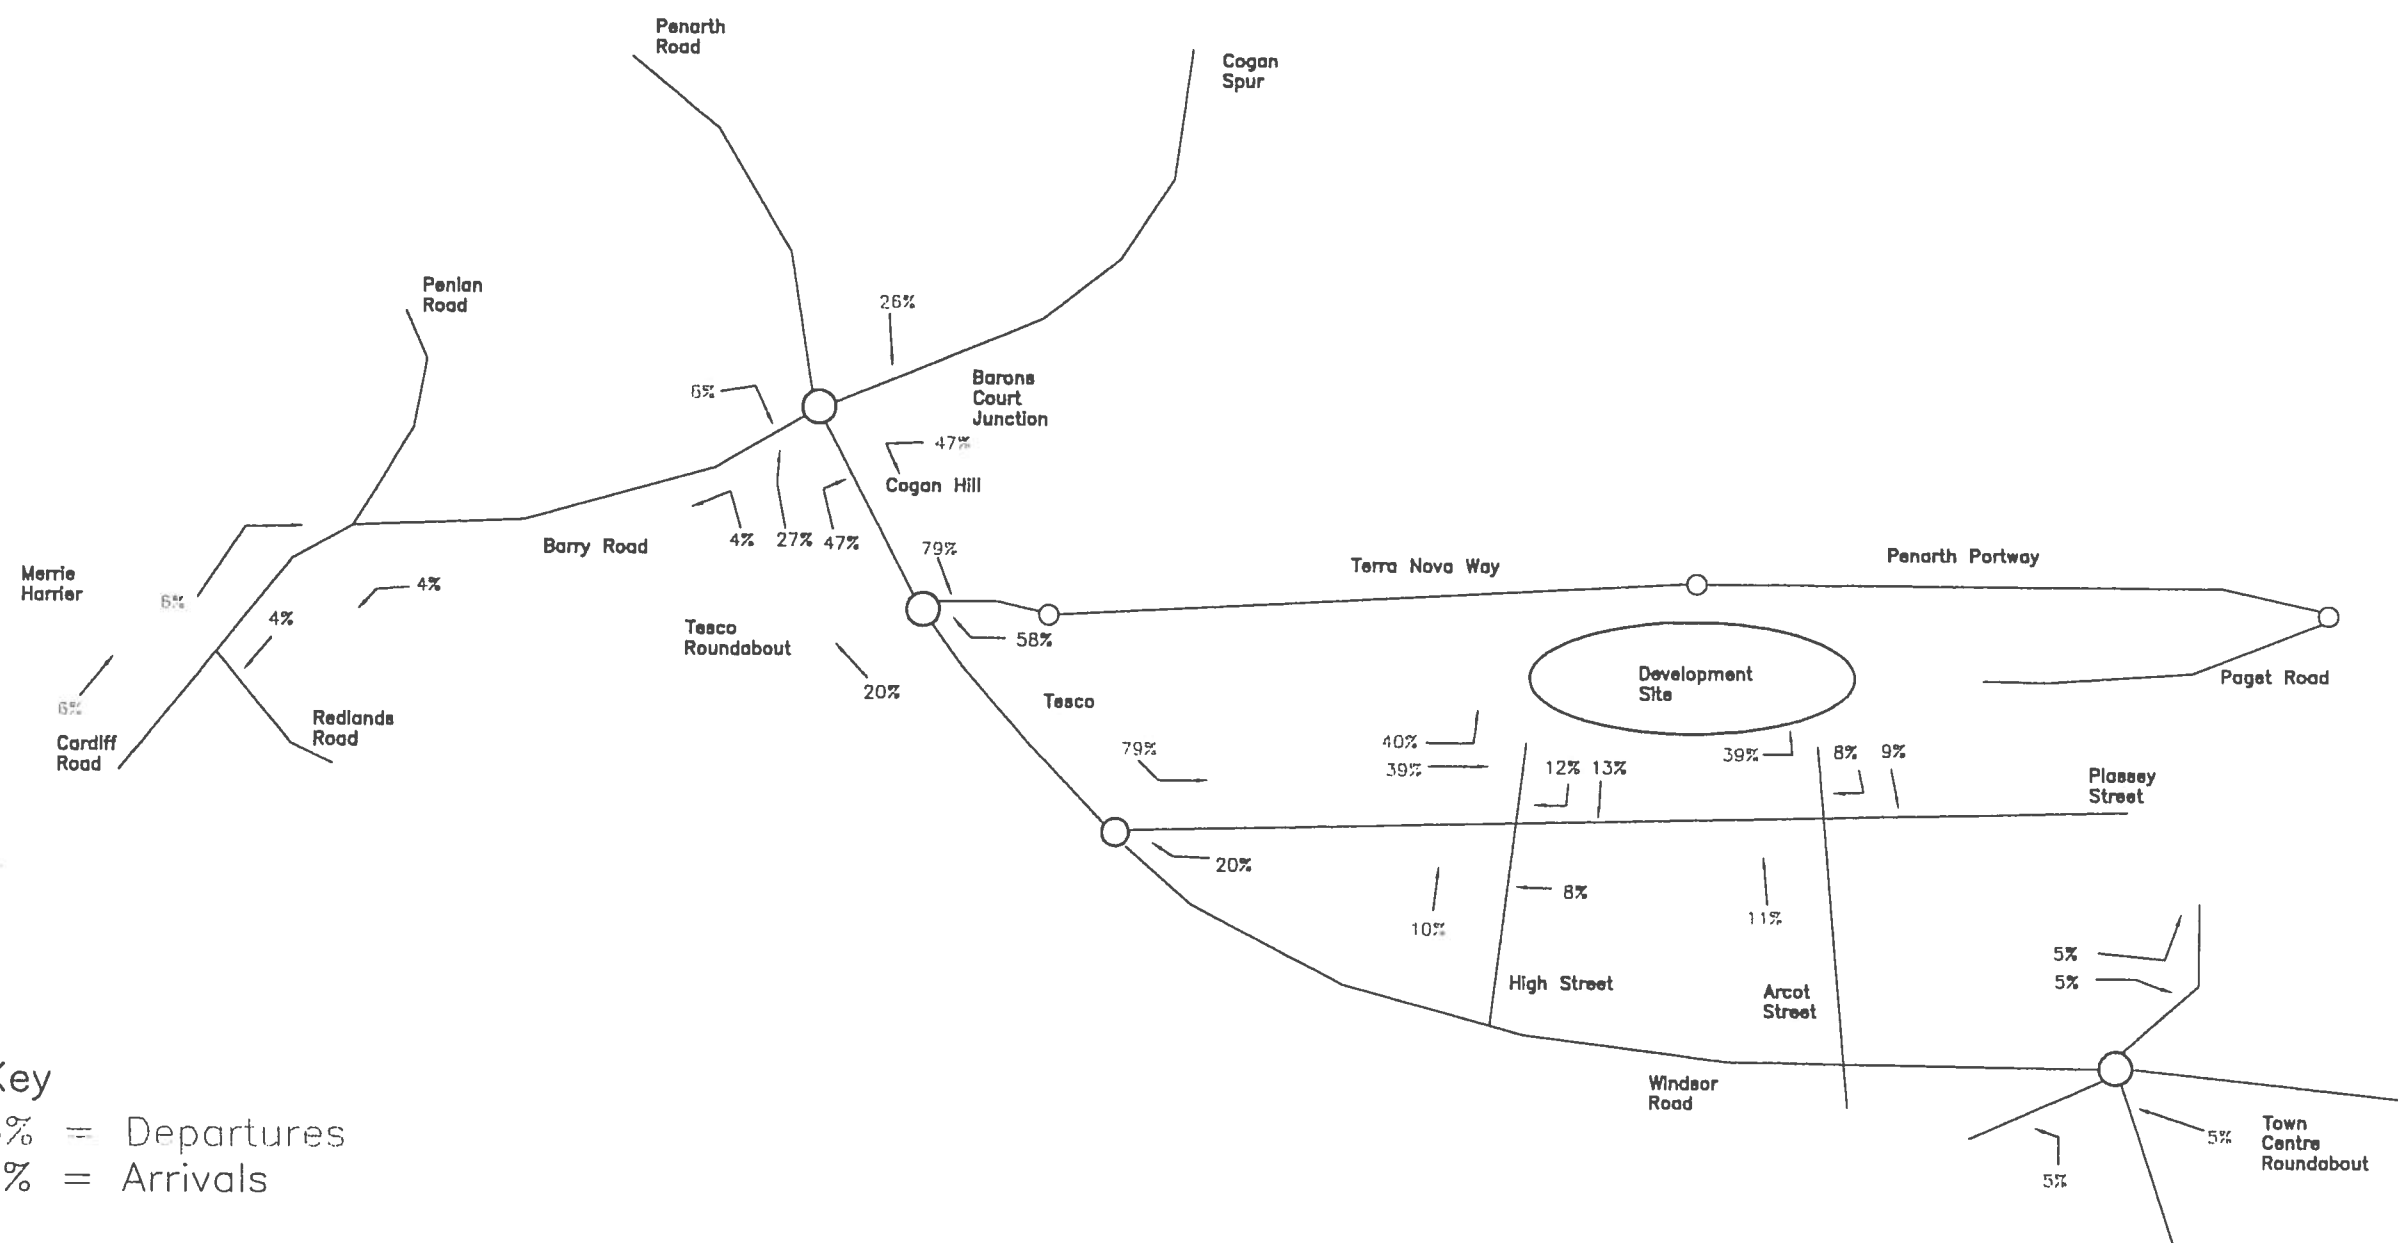 Penarth
Road
Cogan
Spur
Penlan
Road
26%
6%
Barons
Court
Junction
47%
Cogan Hill
4% 27% 47%
Barry Road
79%
Merrie
Harrier
6%
4%
4%
6%
Cardiff
Road
Redlands
Road
Tesco
Roundabout
58%
20%
Tesco
Terra Nova Way
Penarth Portway
Development
Site
Paget Road
79%
40%
39%
12% 13%
39%
8% 9%
Plassey
Street
20%
10%
8%
11%
High Street
Arcot
Street
5%
5%
Windsor
Road
5%
5%
Town
Centre
Roundabout
Key
% = Departures
% = Arrivals